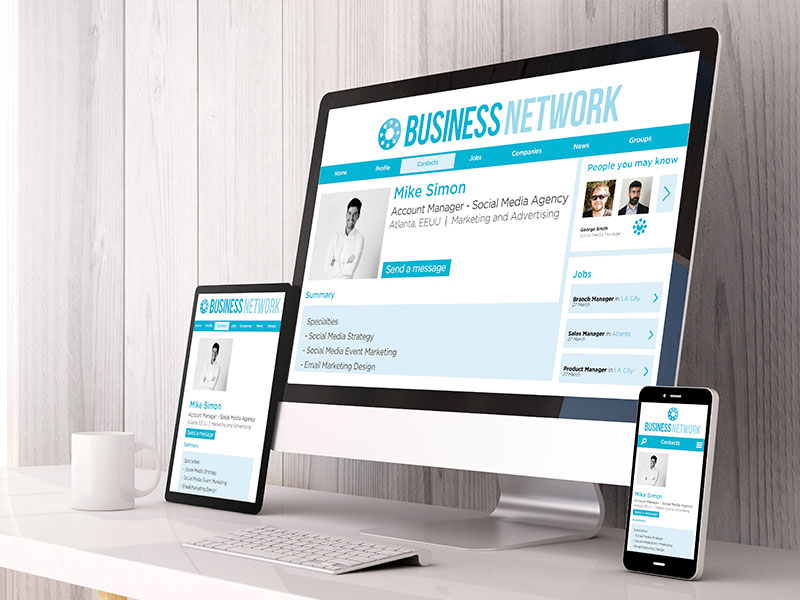 BUSINESS NETWORK
Home Profile Contacts Jobs Companies News Groups
Mike Simon
Account Manager - Social Media Agency
Atlanta, EEUU | Marketing and Advertising
Send a message
Summary
Specialties
- Social Media Strategy
- Social Media Event Marketing
- Email Marketing Design
People you may know
George Smith
Social Media Manager
Jobs
Branch Manager in LA City
27 March
Sales Manager in Atlanta
27 March
Product Manager in LA City
27 March
BUSINESS NETWORK
Home Profile Contacts Jobs Companies News Groups
Mike Simon
Account Manager - Social Media Agency
Atlanta, EEUU | Marketing and Advertising
Send a message
Summary
Specialties
- Social Media Strategy
- Social Media Event Marketing
- Email Marketing Design
BUSINESS NETWORK
Contacts
Mike Simon
Account Manager - Social Media Agency
Atlanta, EEUU | Marketing and Advertising
Send a message
Summary
Specialties
- Social Media Strategy
- Social Media Event Marketing
- Email Marketing Design